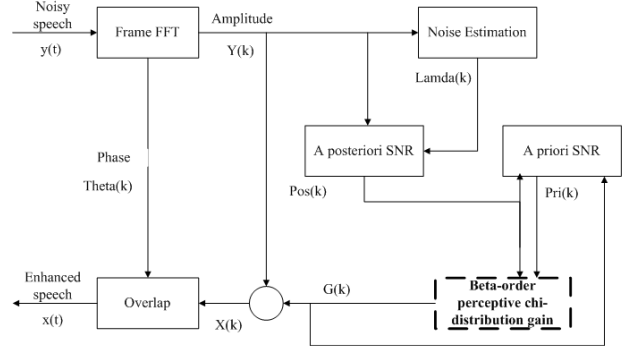 Noisy
speech
y(t)
Frame FFT
Amplitude
Y(k)
Noise Estimation
Lamda(k)
Phase
Theta(k)
A posteriori SNR
A priori SNR
Pos(k)
Pri(k)
Enhanced
speech
x(t)
Overlap
X(k)
G(k)
Beta-order
perceptive chi-
distribution gain